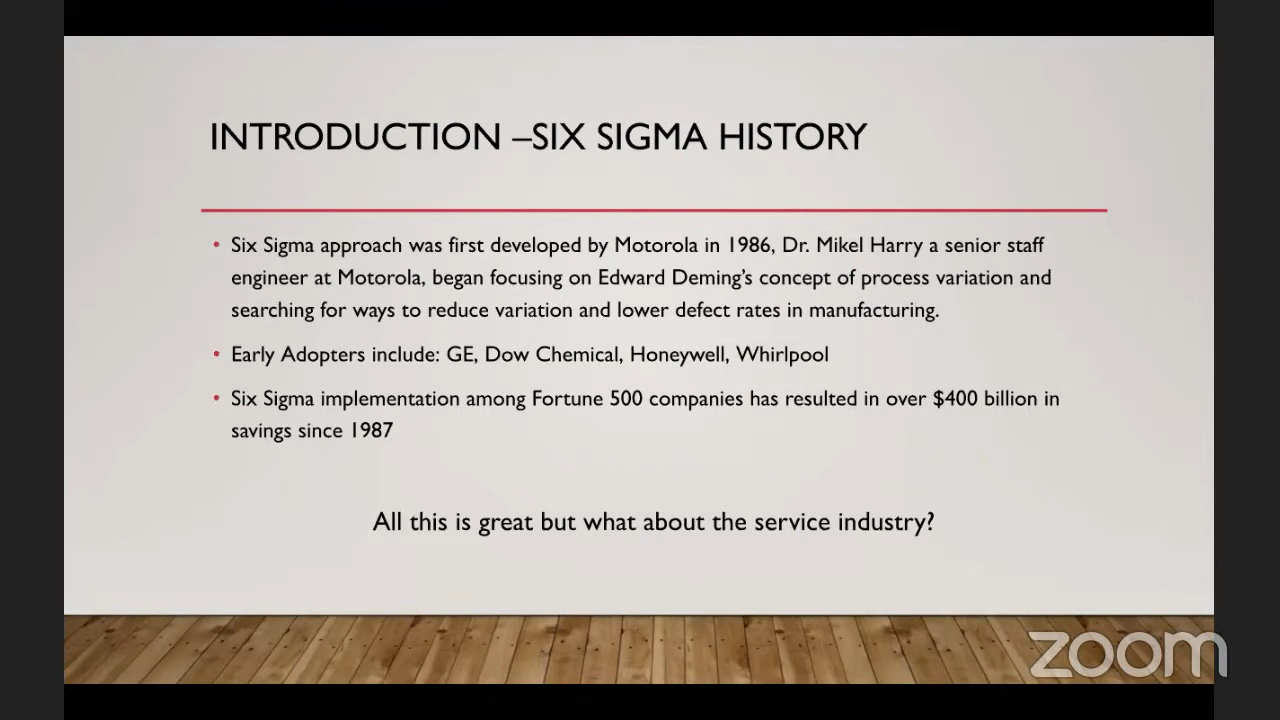 INTRODUCTION –SIX SIGMA HISTORY
• Six Sigma approach was first developed by Motorola in 1986, Dr. Mikel Harry a senior staff
engineer at Motorola, began focusing on Edward Deming's concept of process variation and
searching for ways to reduce variation and lower defect rates in manufacturing.
• Early Adopters include: GE, Dow Chemical, Honeywell, Whirlpool
• Six Sigma implementation among Fortune 500 companies has resulted in over $400 billion in
savings since 1987
All this is great but what about the service industry?
zoom